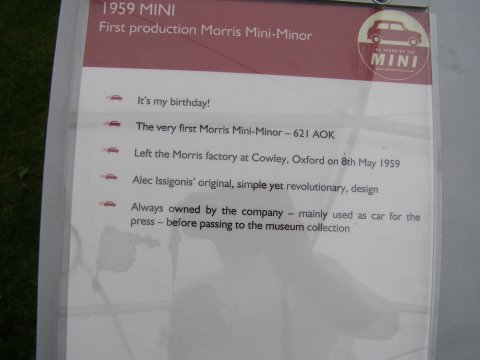 1959 MINI
First production Morris Mini-Minor
MINI
It's my birthday!
The very first Morris Mini-Minor – 621 AOK
Left the Morris factory at Cowley, Oxford on 8th May 1959
Alec Issigonis' original, simple yet revolutionary, design
Always owned by the company – mainly used as car for the
press – before passing to the museum collection